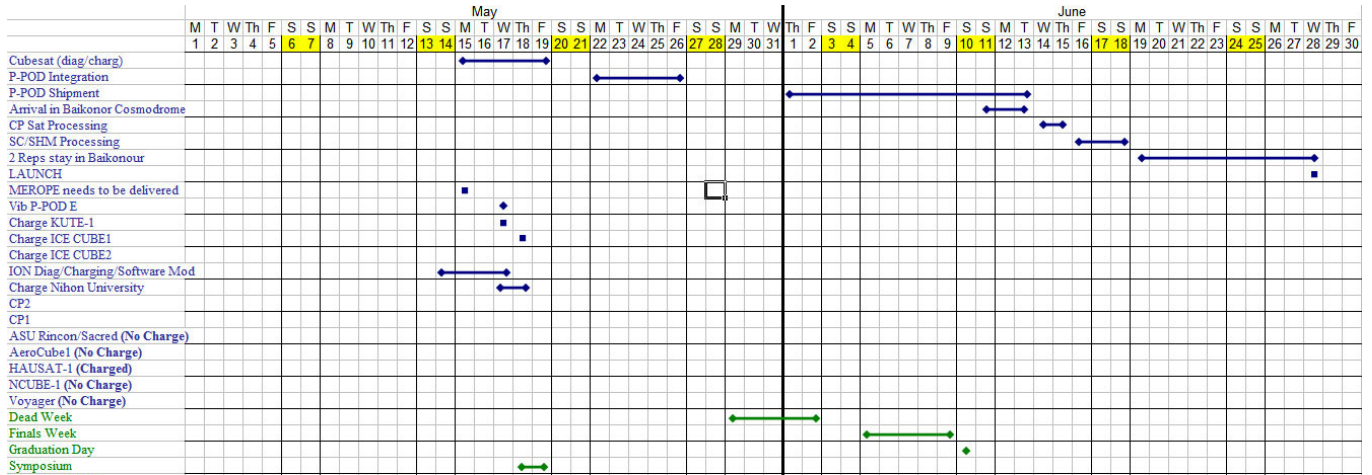 May June
M T W Th F S S M T W Th F S S M T W Th F S S M T W Th F S S M T W Th F S S M T W Th F S S M T W Th F S S M T W Th F S S M T W Th F
1 2 3 4 5 6 7 8 9 10 11 12 13 14 15 16 17 18 19 20 21 22 23 24 25 26 27 28 29 30 31 1 2 3 4 5 6 7 8 9 10 11 12 13 14 15 16 17 18 19 20 21 22 23 24 25 26 27 28 29 30
Cubesat (diag/charg)
P-POD Integration
P-POD Shipment
Arrival in Baikonor Cosmodrome
CP Sat Processing
SC/SHM Processing
2 Reps stay in Baikonour
LAUNCH
MEROPE needs to be delivered
Vib P-POD E
Charge KUTE-1
Charge ICE CUBE1
Charge ICE CUBE2
ION Diag/Charging/Software Mod
Charge Nihon University
CP2
CP1
ASU Rincon/Sacred (No Charge)
AeroCube1 (No Charge)
HAUSAT-1 (Charged)
NCUBE-1 (No Charge)
Voyager (No Charge)
Dead Week
Finals Week
Graduation Day
Symposium